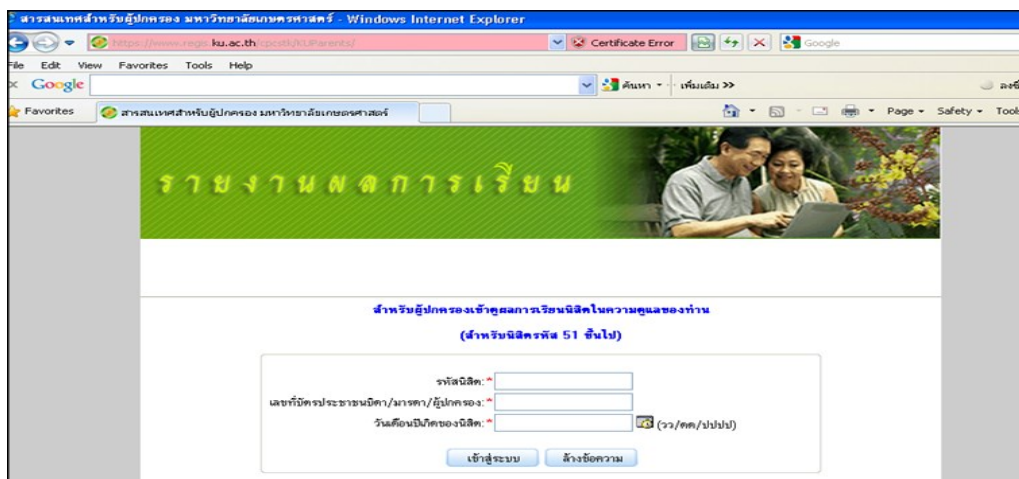 สารสนเทศสำหรับผู้ปกครอง มหาวิทยาลัยเกษตรศาสตร์ - Windows Internet Explorer
https://www.regis.ku.ac.th/cpcstk/KUParents/ Certificate Error Google
File Edit View Favorites Tools Help
x Google ค้นหา เพิ่มเติม >>
Favorites สารสนเทศสำหรับผู้ปกครอง มหาวิทยาลัยเกษตรศาสตร์ Page Safety Tools
รายงานผลการเรียน
สำหรับผู้ปกครองเข้าดูผลการเรียนนิสิตในความดูแลของท่าน
(สำหรับนิสิตรหัส 51 ขึ้นไป)
รหัสนิสิต: *
เลขที่บัตรประชาชนบิดา/มารดา/ผู้ปกครอง: *
วันเดือนปีเกิดของนิสิต: * (วว/ดด/ปปปป)
เข้าสู่ระบบ ล้างข้อความ